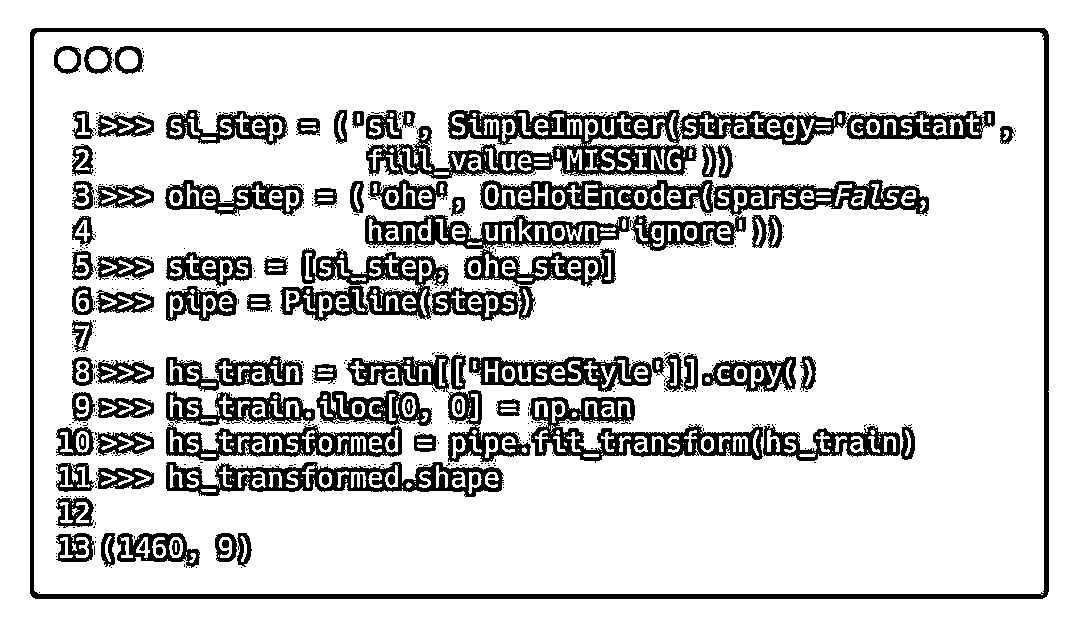 1 >>> si_step = ('si', SimpleImputer(strategy='constant',
2                 fill_value='MISSING'))
3 >>> ohe_step = ('ohe', OneHotEncoder(sparse=False,
4                 handle_unknown='ignore'))
5 >>> steps = [si_step, ohe_step]
6 >>> pipe = Pipeline(steps)
7
8 >>> hs_train = train[['HouseStyle']].copy()
9 >>> hs_train.iloc[0, 0] = np.nan
10 >>> hs_transformed = pipe.fit_transform(hs_train)
11 >>> hs_transformed.shape
12
13 (1460, 9)